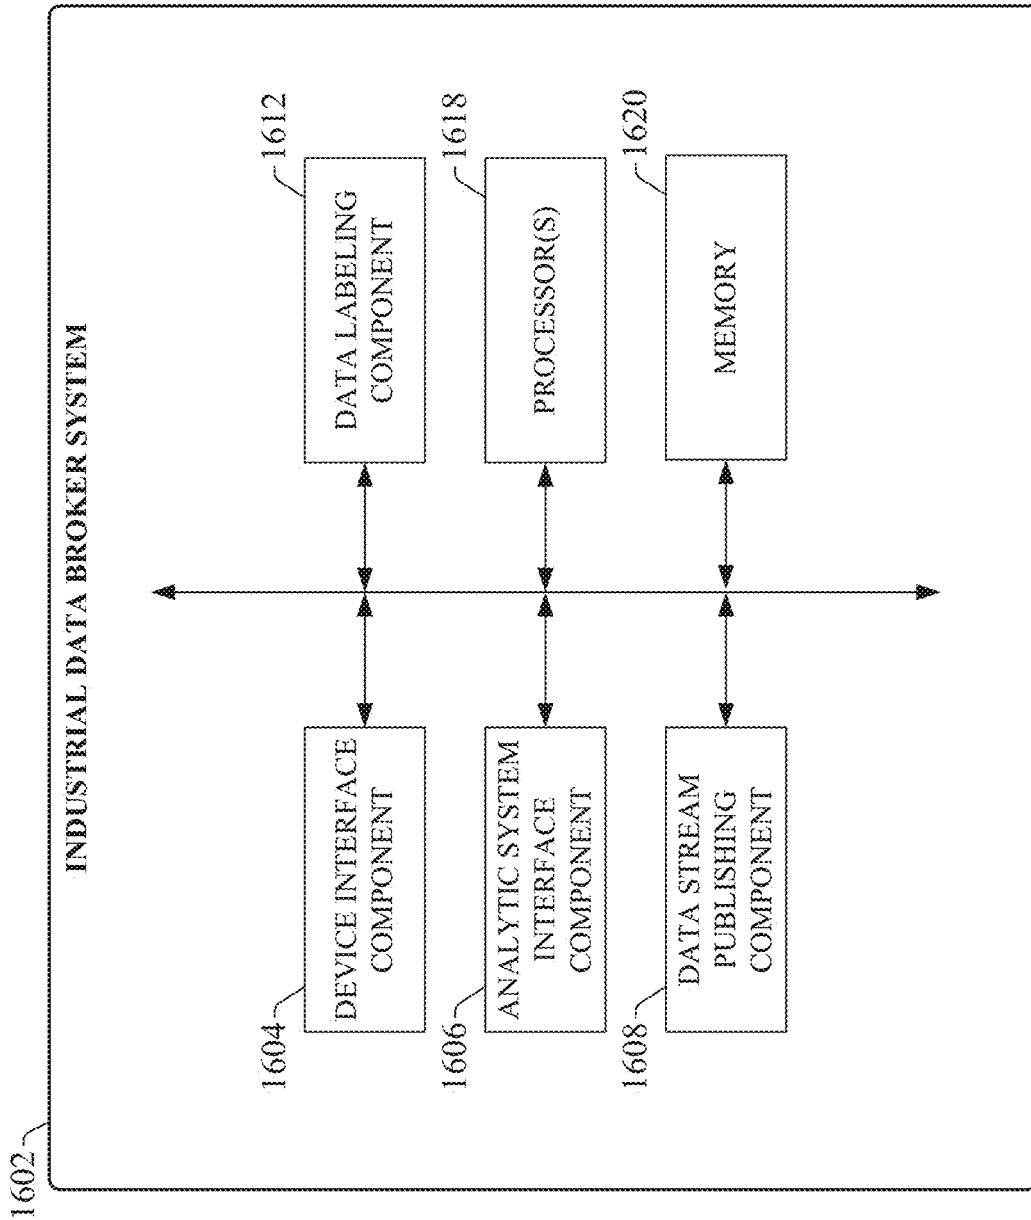 1602
INDUSTRIAL DATA BROKER SYSTEM
1604
DEVICE INTERFACE
COMPONENT
1612
DATA LABELING
COMPONENT
1606
ANALYTIC SYSTEM
INTERFACE
COMPONENT
1618
PROCESSOR(S)
1608
DATA STREAM
PUBLISHING
COMPONENT
1620
MEMORY